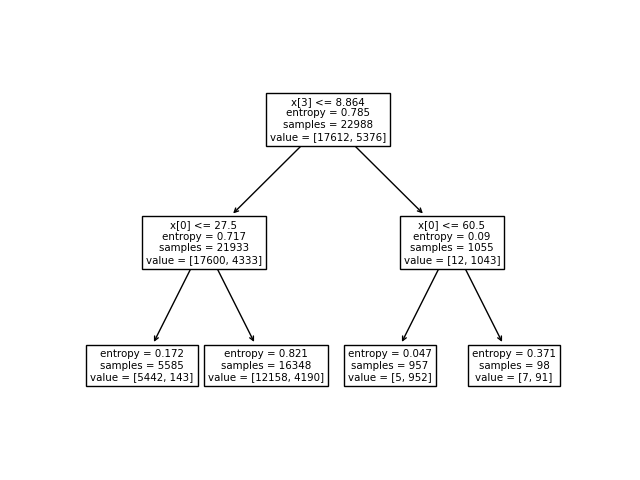 x[3] <= 8.864
entropy = 0.785
samples = 22988
value = [17612, 5376]
x[0] <= 27.5
entropy = 0.717
samples = 21933
value = [17600, 4333]
x[0] <= 60.5
entropy = 0.09
samples = 1055
value = [12, 1043]
entropy = 0.172
samples = 5585
value = [5442, 143]
entropy = 0.821
samples = 16348
value = [12158, 4190]
entropy = 0.047
samples = 957
value = [5, 952]
entropy = 0.371
samples = 98
value = [7, 91]